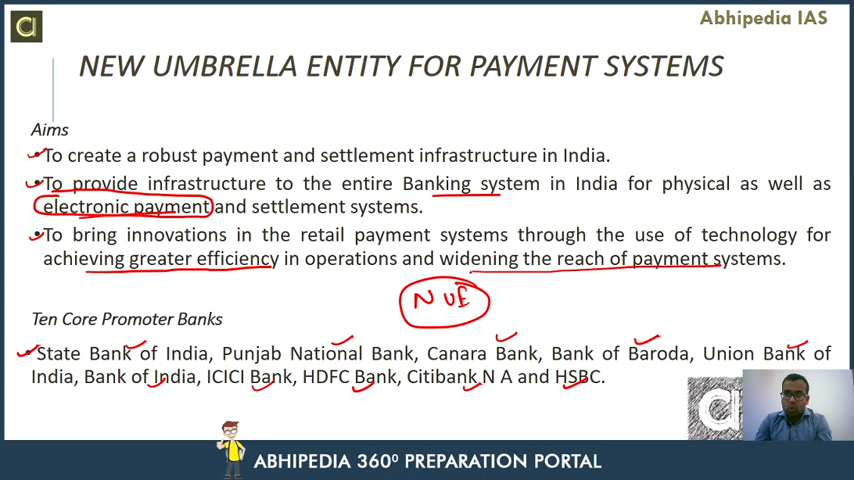 Abhipedia IAS
a
NEW UMBRELLA ENTITY FOR PAYMENT SYSTEMS
Aims
•To create a robust payment and settlement infrastructure in India.
•To provide infrastructure to the entire Banking system in India for physical as well as
electronic payment and settlement systems.
•To bring innovations in the retail payment systems through the use of technology for
achieving greater efficiency in operations and widening the reach of payment systems.
NUE
Ten Core Promoter Banks
•State Bank of India, Punjab National Bank, Canara Bank, Bank of Baroda, Union Bank of
India, Bank of India, ICICI Bank, HDFC Bank, Citibank N A and HSBC.
a
ABHIPEDIA 360⁰ PREPARATION PORTAL